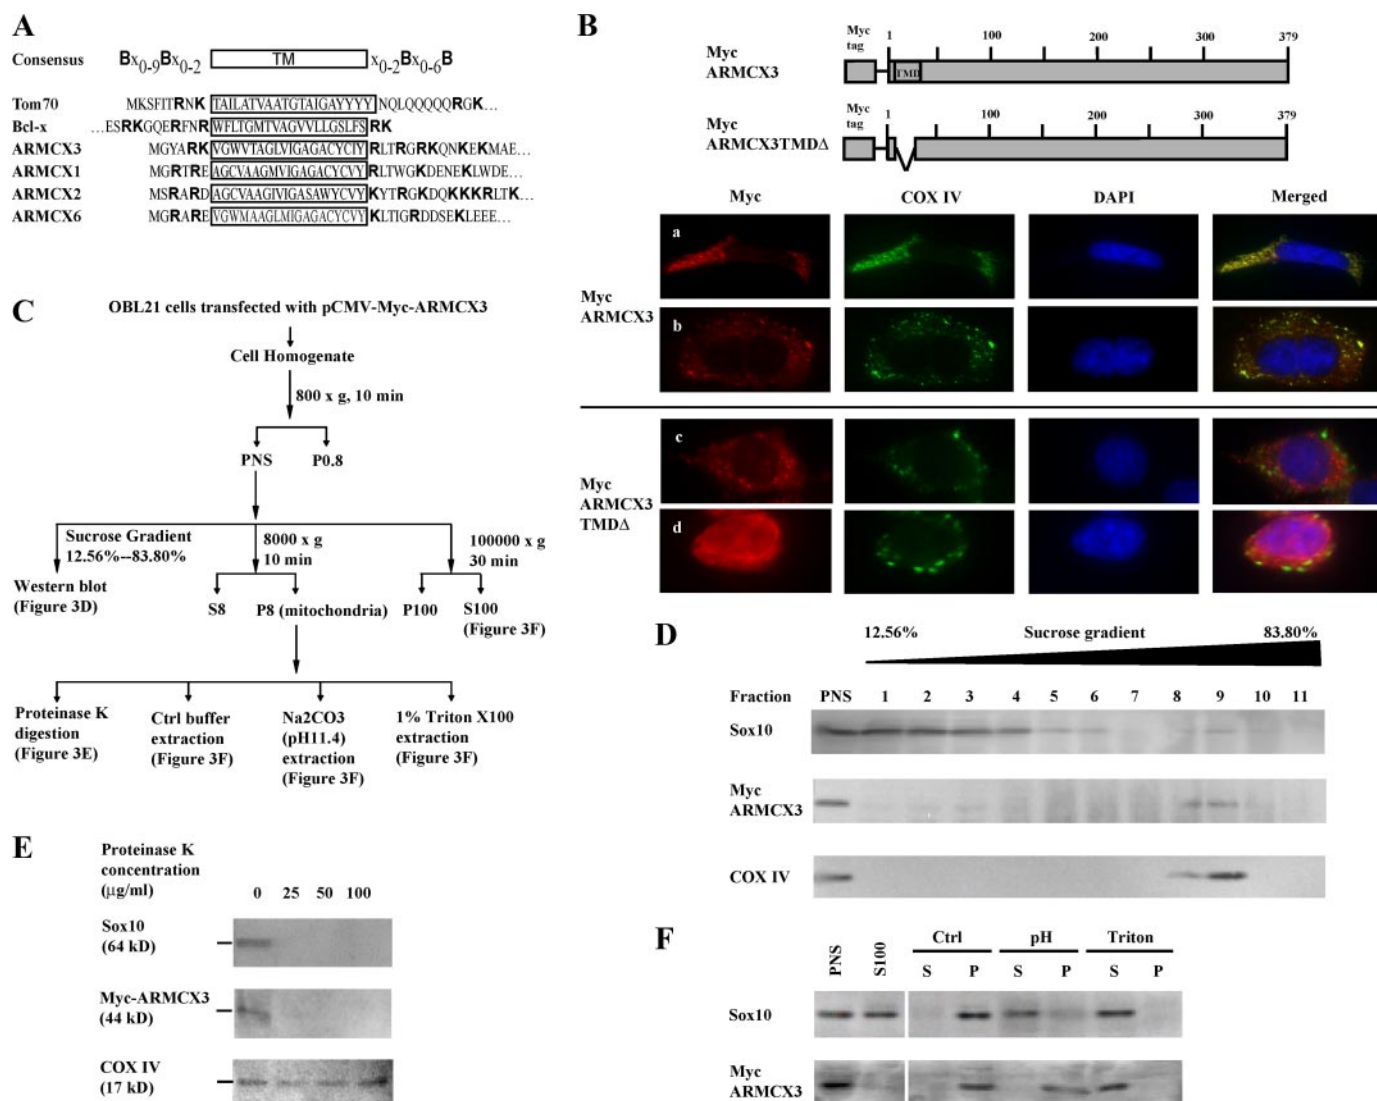 A
Consensus Bx0-9Bx0-2 TM x0-2Bx0-6B
Tom70 MKSFITRNK TAILATVAATGTAIGAYYYY NQLQQQQQRGK…
Bcl-x …ESRKGQERFNR WFLTGMTVAGVVLLGSLFS RK
ARMCX3 MGYARK VGWVTAGLVIGAGACYCIY RLTRGRKQNKEKMAE…
ARMCX1 MGRTRE AGCVAAGMVIGAGACYCVY RLTWGKDENEKLWDE…
ARMCX2 MSRARD AGCVAAGIVIGASAWYCVY KYTRGKDQKKKRLTK…
ARMCX6 MGRARE VGWMAAGLMIGAGACYCVY KLTIGRDDSEKLEEE…
B
Myc
ARMCX3
Myc
tag
1 100 200 300 379
TMD
Myc
ARMCX3TMDΔ
Myc
tag
1 100 200 300 379
Myc COX IV DAPI Merged
Myc
ARMCX3
a
b
Myc
ARMCX3
TMDΔ
c
d
C
OBL21 cells transfected with pCMV-Myc-ARMCX3
Cell Homogenate
800 x g, 10 min
PNS P0.8
Sucrose Gradient
12.56%--83.80%
8000 x g
10 min
100000 x g
30 min
Western blot
(Figure 3D)
S8 P8 (mitochondria) P100 S100
(Figure 3F)
Proteinase K
digestion
(Figure 3E)
Ctrl buffer
extraction
(Figure 3F)
Na2CO3
(pH11.4)
extraction
(Figure 3F)
1% Triton X100
extraction
(Figure 3F)
D
12.56% Sucrose gradient 83.80%
Fraction PNS 1 2 3 4 5 6 7 8 9 10 11
Sox10
Myc
ARMCX3
COX IV
E
Proteinase K
concentration
(μg/ml) 0 25 50 100
Sox10
(64 kD)
Myc-ARMCX3
(44 kD)
COX IV
(17 kD)
F
PNS S100 Ctrl pH Triton
S P S P S P
Sox10
Myc
ARMCX3